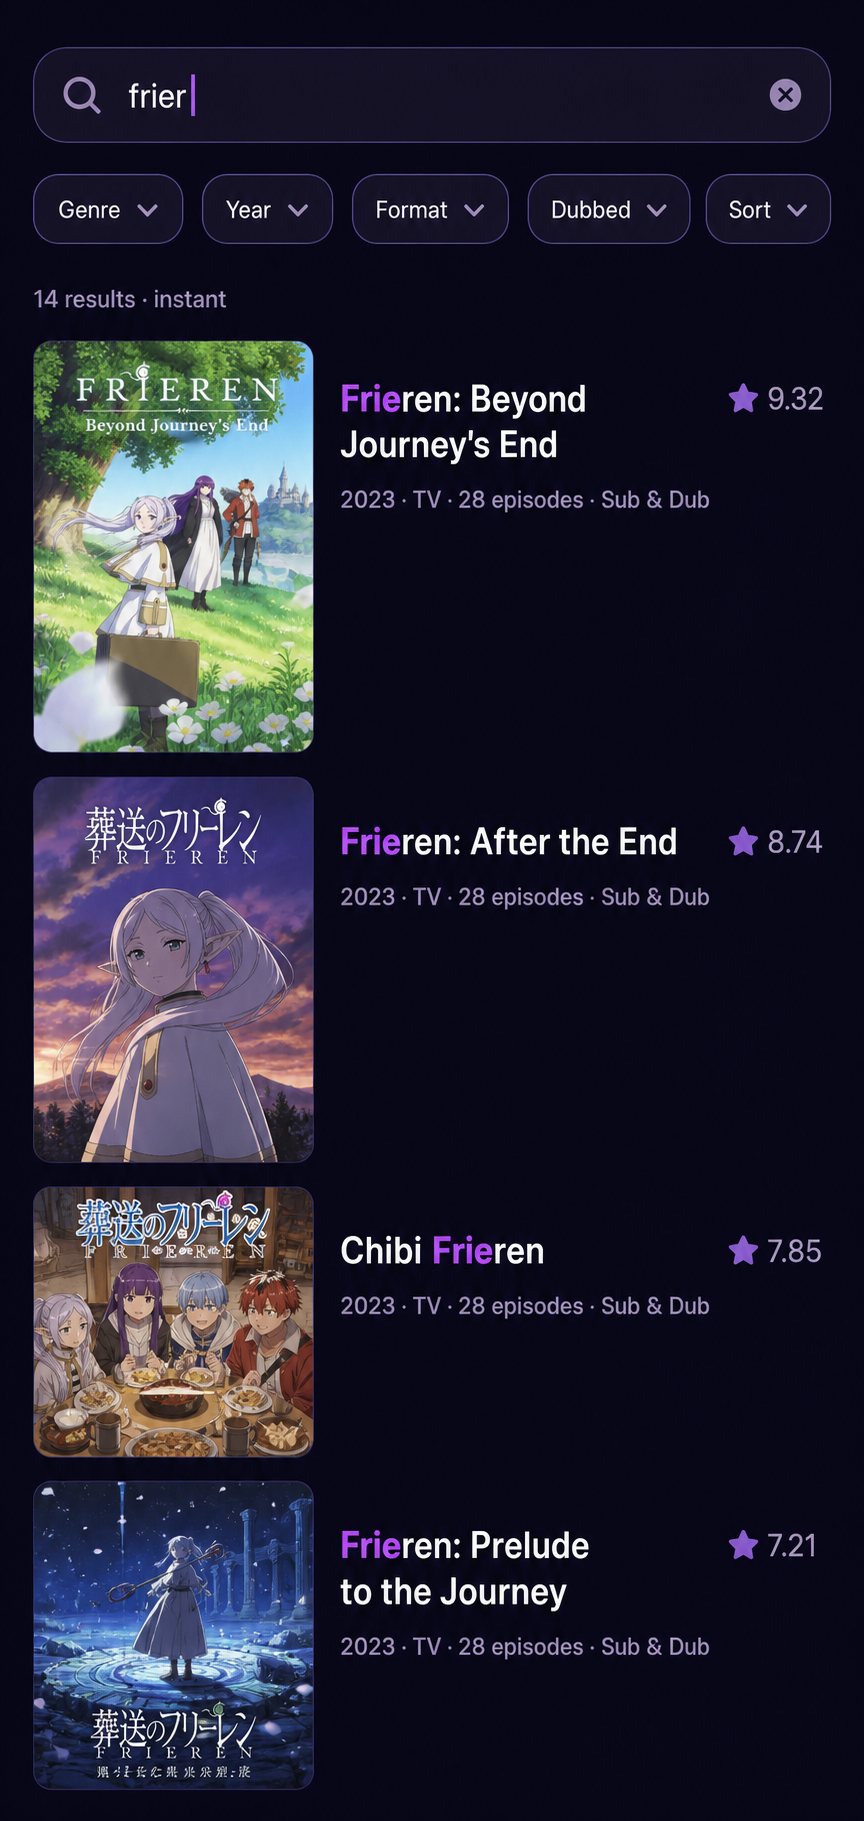 frier
Genre
Year
Format
Dubbed
Sort
14 results · instant
FRIEREN
Beyond Journey's End
Frieren: Beyond
Journey's End
9.32
2023 · TV · 28 episodes · Sub & Dub
葬送のフリーレン
FRIEREN
Frieren: After the End
8.74
2023 · TV · 28 episodes · Sub & Dub
葬送のフリーレン
FRIEREN
Chibi Frieren
7.85
2023 · TV · 28 episodes · Sub & Dub
Frieren: Prelude
to the Journey
7.21
2023 · TV · 28 episodes · Sub & Dub
葬送のフリーレン
FRIEREN